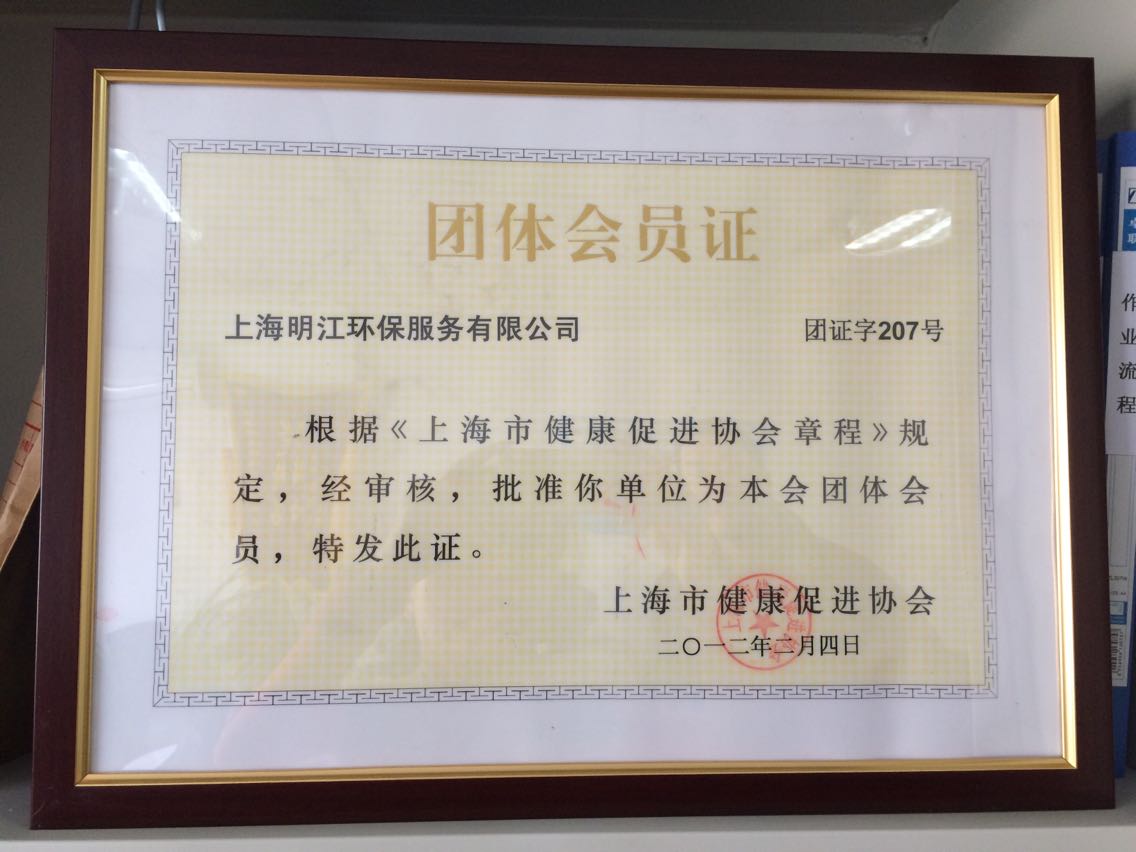 团体会员证
上海明江环保服务有限公司 团证字207号
根据《上海市健康促进协会章程》规
定，经审核，批准你单位为本会团体会
员，特发此证。
上海市健康促进协会
二〇一二年二月四日
作
业
流
程